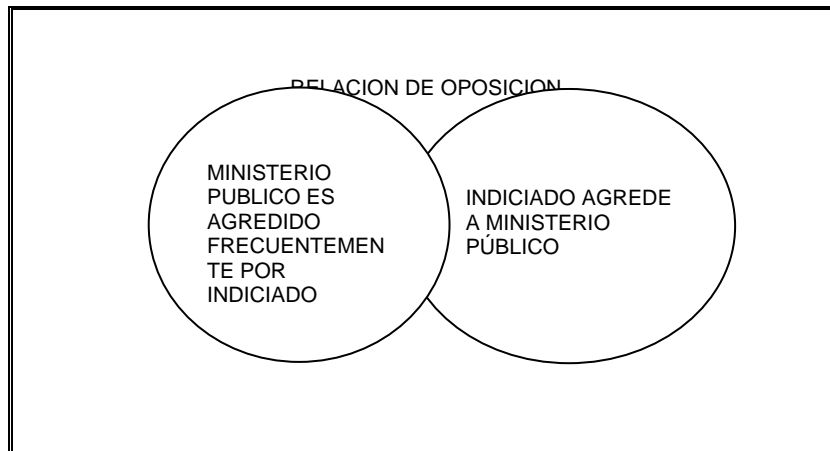 RELACION DE OPOSICION
MINISTERIO
PUBLICO ES
AGREDIDO
FRECUENTEMEN
TE POR
INDICIADO
INDICIADO AGREDE
A MINISTERIO
PÚBLICO